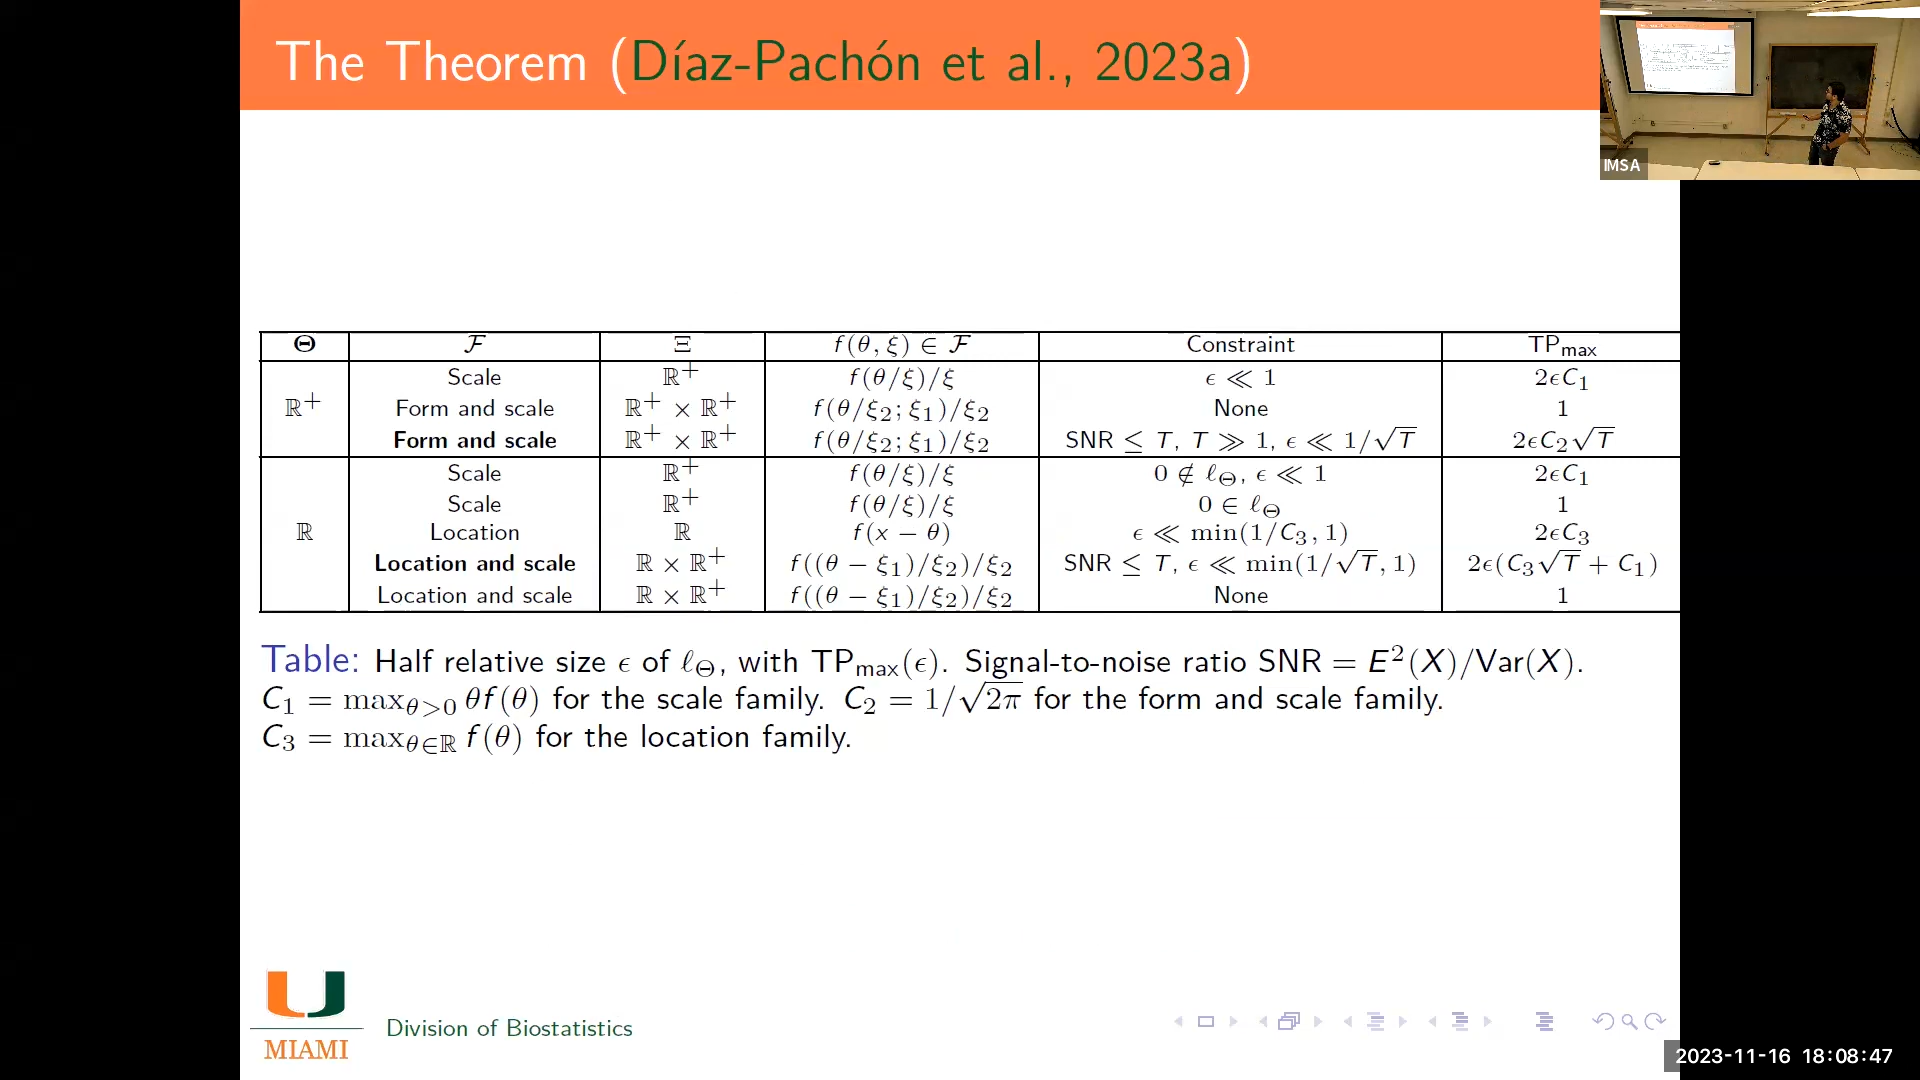 The Theorem (Díaz-Pachón et al., 2023a)
IMSA
Θ ℱ Ξ f(θ, ξ) ∈ ℱ Constraint TP_max
ℝ⁺
Scale ℝ⁺ f(θ/ξ)/ξ ϵ ≪ 1 2ϵC₁
Form and scale ℝ⁺ × ℝ⁺ f(θ/ξ₂; ξ₁)/ξ₂ None 1
Form and scale ℝ⁺ × ℝ⁺ f(θ/ξ₂; ξ₁)/ξ₂ SNR ≤ T, T ≫ 1, ϵ ≪ 1/√T 2ϵC₂√T
ℝ
Scale ℝ⁺ f(θ/ξ)/ξ 0 ∉ ℓ_Θ, ϵ ≪ 1 2ϵC₁
Scale ℝ⁺ f(θ/ξ)/ξ 0 ∈ ℓ_Θ 1
Location ℝ f(x − θ) ϵ ≪ min(1/C₃, 1) 2ϵC₃
Location and scale ℝ × ℝ⁺ f((θ − ξ₁)/ξ₂)/ξ₂ SNR ≤ T, ϵ ≪ min(1/√T, 1) 2ϵ(C₃√T + C₁)
Location and scale ℝ × ℝ⁺ f((θ − ξ₁)/ξ₂)/ξ₂ None 1
Table: Half relative size ϵ of ℓ_Θ, with TP_max(ϵ). Signal-to-noise ratio SNR = E²(X)/Var(X).
C₁ = max_{θ>0} θf(θ) for the scale family. C₂ = 1/√2π for the form and scale family.
C₃ = max_{θ∈ℝ} f(θ) for the location family.
MIAMI
Division of Biostatistics
2023-11-16 18:08:47